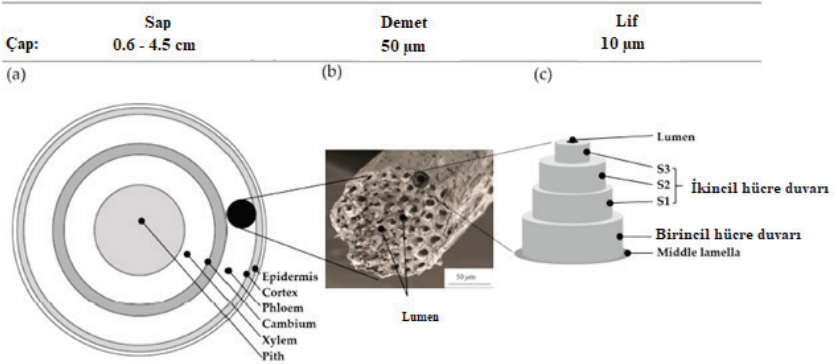 Sap Demet Lif
Çap: 0.6 - 4.5 cm 50 µm 10 µm
(a) (b) (c)
Epidermis
Cortex
Phloem
Cambium
Xylem
Pith
50 µm
Lumen
Lumen
S3
S2
S1
İkincil hücre duvarı
Birincil hücre duvarı
Middle lamella